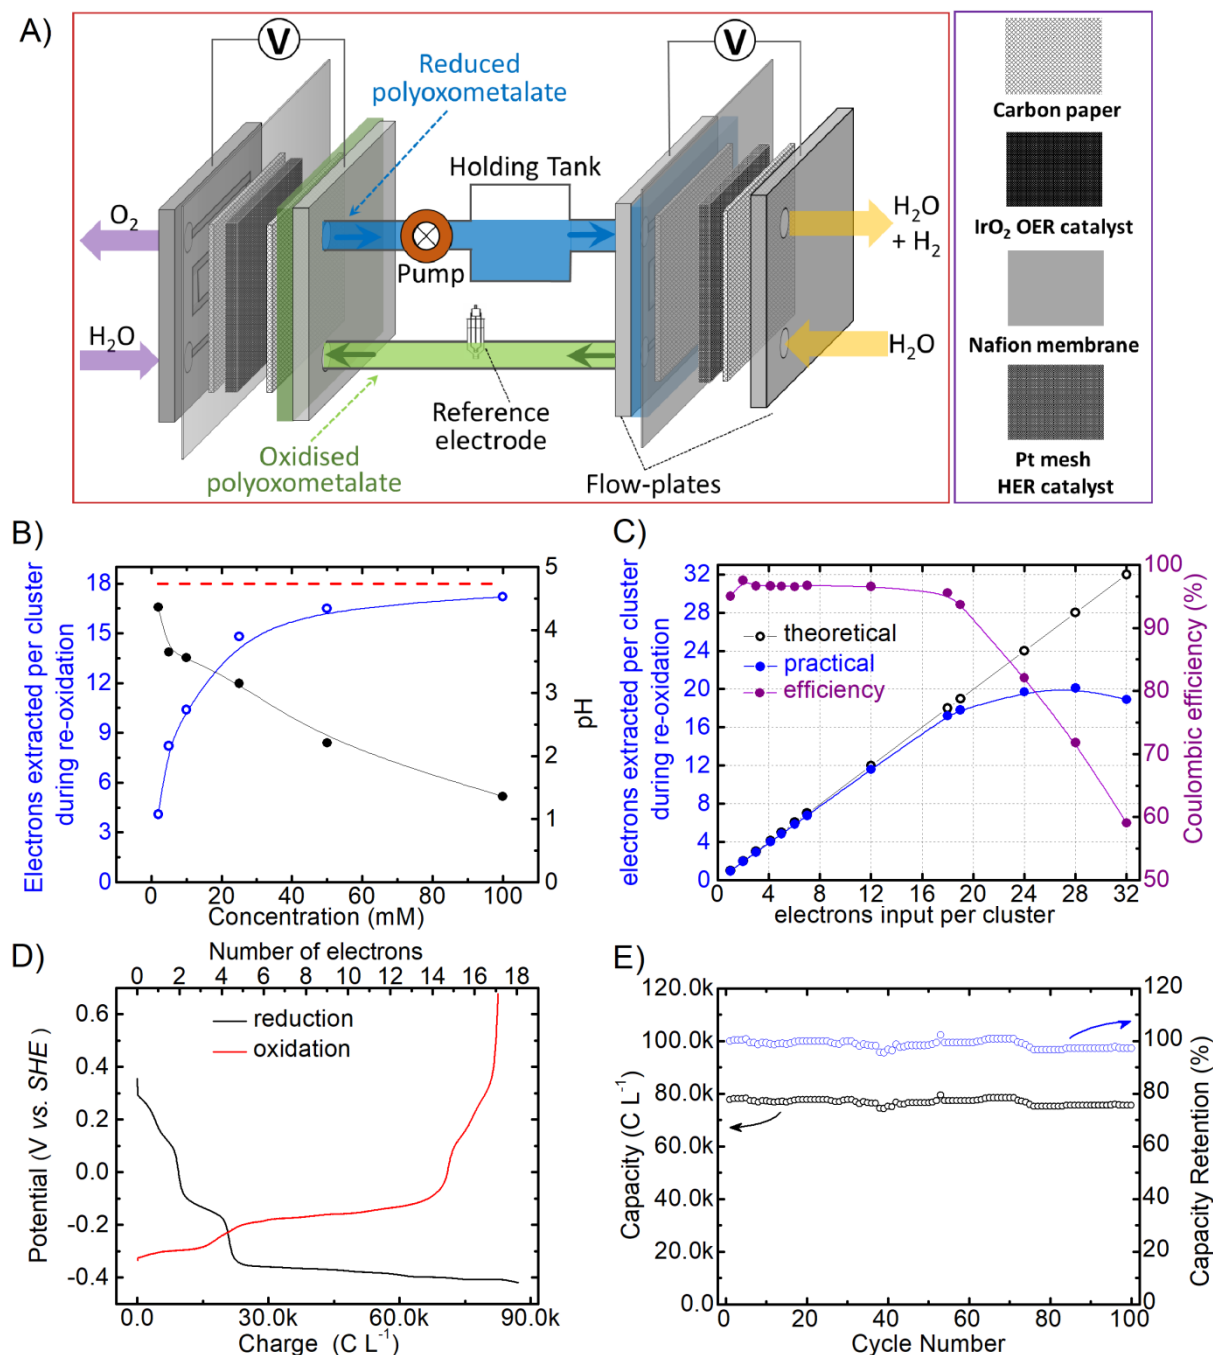 A)
V
V
Reduced
polyoxometalate
Holding Tank
O₂
H₂O
Pump
H₂O
+ H₂
H₂O
Reference
electrode
Oxidised
polyoxometalate
Flow-plates
Carbon paper
IrO₂ OER catalyst
Nafion membrane
Pt mesh
HER catalyst
B)
Electrons extracted per cluster
during re-oxidation
18
15
12
9
6
3
0
5
4
3
2
1
0
pH
0 20 40 60 80 100
Concentration (mM)
C)
electrons extracted per cluster
during re-oxidation
32
28
24
20
16
12
8
4
0
theoretical
practical
efficiency
100
90
80
70
60
50
Coulombic efficiency (%)
0 4 8 12 16 20 24 28 32
electrons input per cluster
D)
Number of electrons
0 2 4 6 8 10 12 14 16 18
reduction
oxidation
Potential (V vs. SHE)
0.6
0.4
0.2
0.0
-0.2
-0.4
0.0 30.0k 60.0k 90.0k
Charge (C L⁻¹)
E)
Capacity (C L⁻¹)
120.0k
100.0k
80.0k
60.0k
40.0k
20.0k
0.0
120
100
80
60
40
20
0
Capacity Retention (%)
0 20 40 60 80 100
Cycle Number